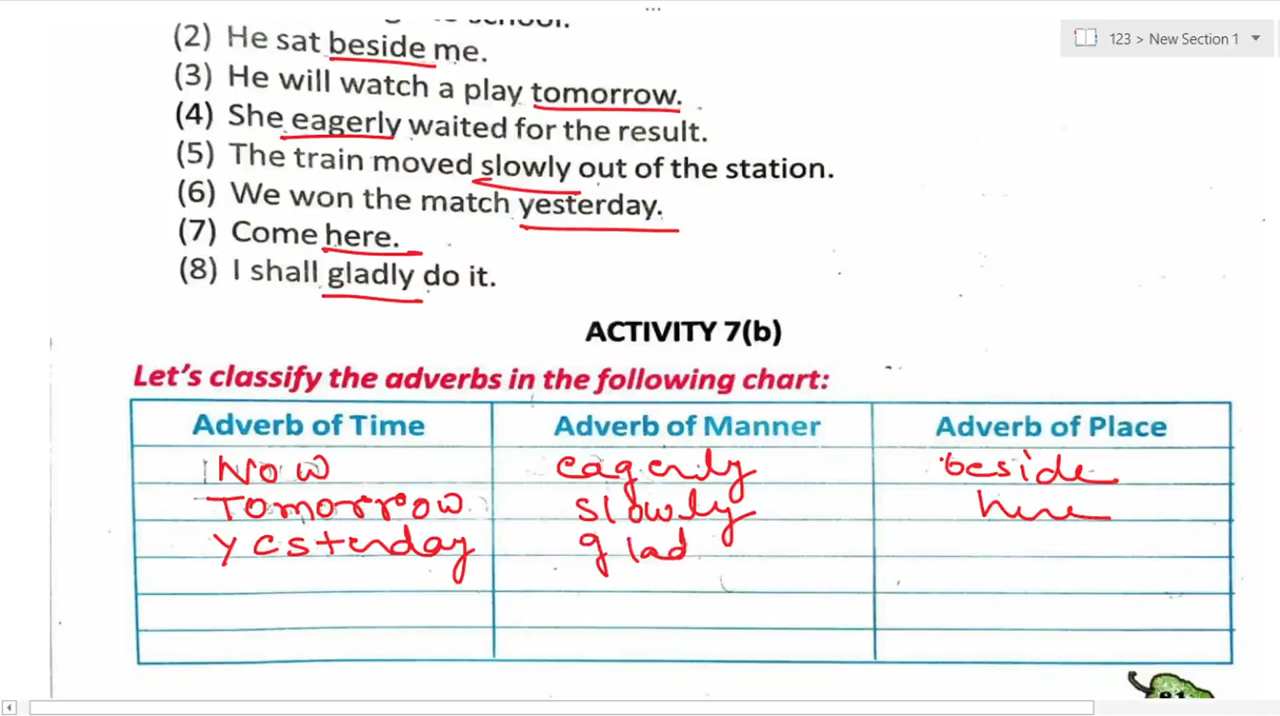 school.
(2) He sat beside me.
(3) He will watch a play tomorrow.
(4) She eagerly waited for the result.
(5) The train moved slowly out of the station.
(6) We won the match yesterday.
(7) Come here.
(8) I shall gladly do it.
ACTIVITY 7(b)
Let's classify the adverbs in the following chart:
Adverb of Time Adverb of Manner Adverb of Place
Now eagerly beside
Tomorrow slowly here
yesterday glad
123 > New Section 1